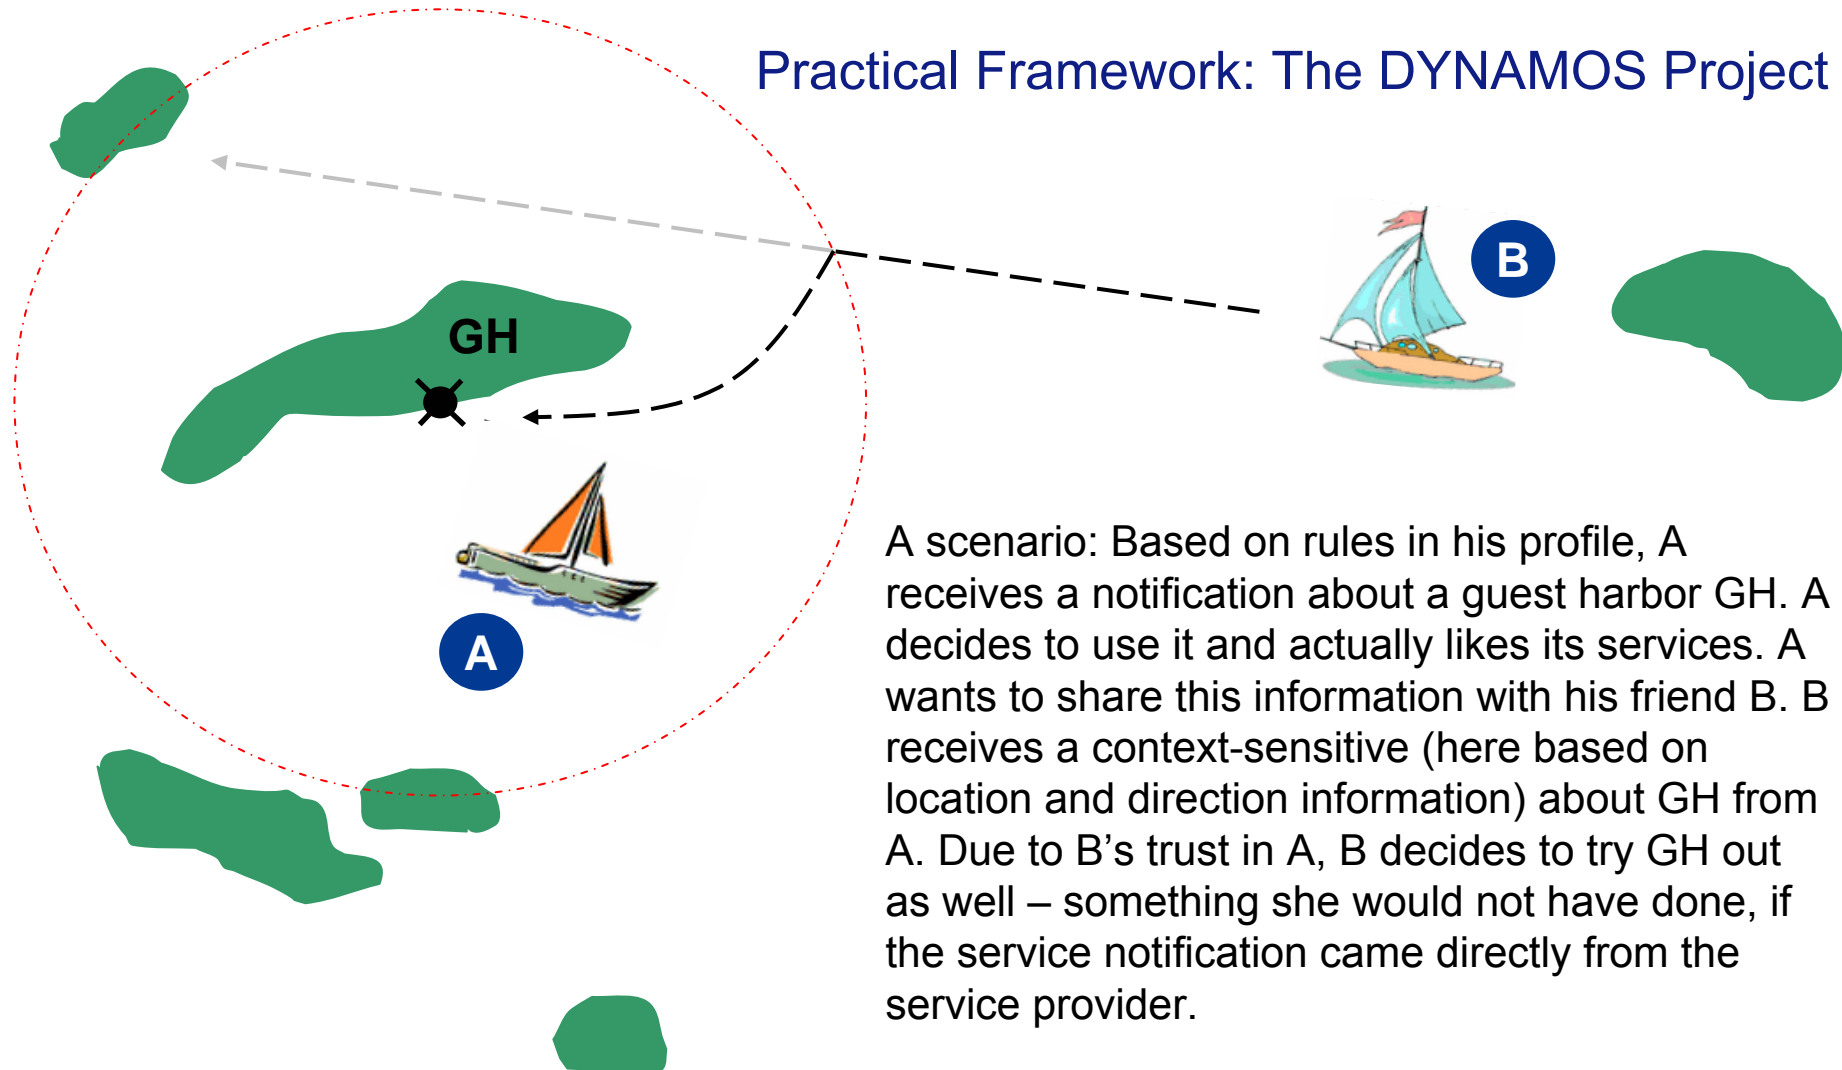 Practical Framework: The DYNAMOS Project
B
GH
A
A scenario: Based on rules in his profile, A
receives a notification about a guest harbor GH. A
decides to use it and actually likes its services. A
wants to share this information with his friend B. B
receives a context-sensitive (here based on
location and direction information) about GH from
A. Due to B’s trust in A, B decides to try GH out
as well – something she would not have done, if
the service notification came directly from the
service provider.